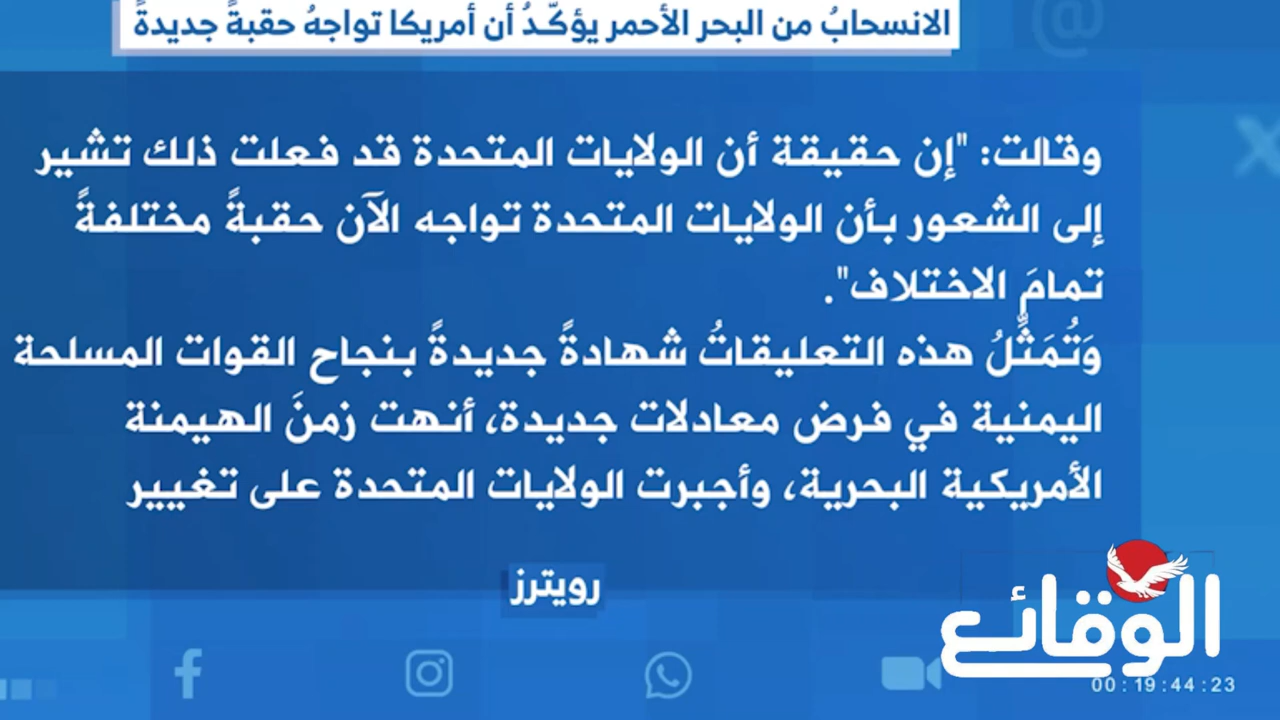 الانسحابُ من البحر الأحمر يؤكّدُ أن أمريكا تواجهُ حقبةً جديدةً
وقالت: "إن حقيقة أن الولايات المتحدة قد فعلت ذلك تشير
إلى الشعور بأن الولايات المتحدة تواجه الآن حقبةً مختلفةً
تمامَ الاختلاف".
وَتُمَثِّلُ هذه التعليقاتُ شهادةً جديدةً بنجاح القوات المسلحة
اليمنية في فرض معادلات جديدة، أنهت زمنَ الهيمنة
الأمريكية البحرية، وأجبرت الولايات المتحدة على تغيير
رويترز
الوقائع
00:19:44:23